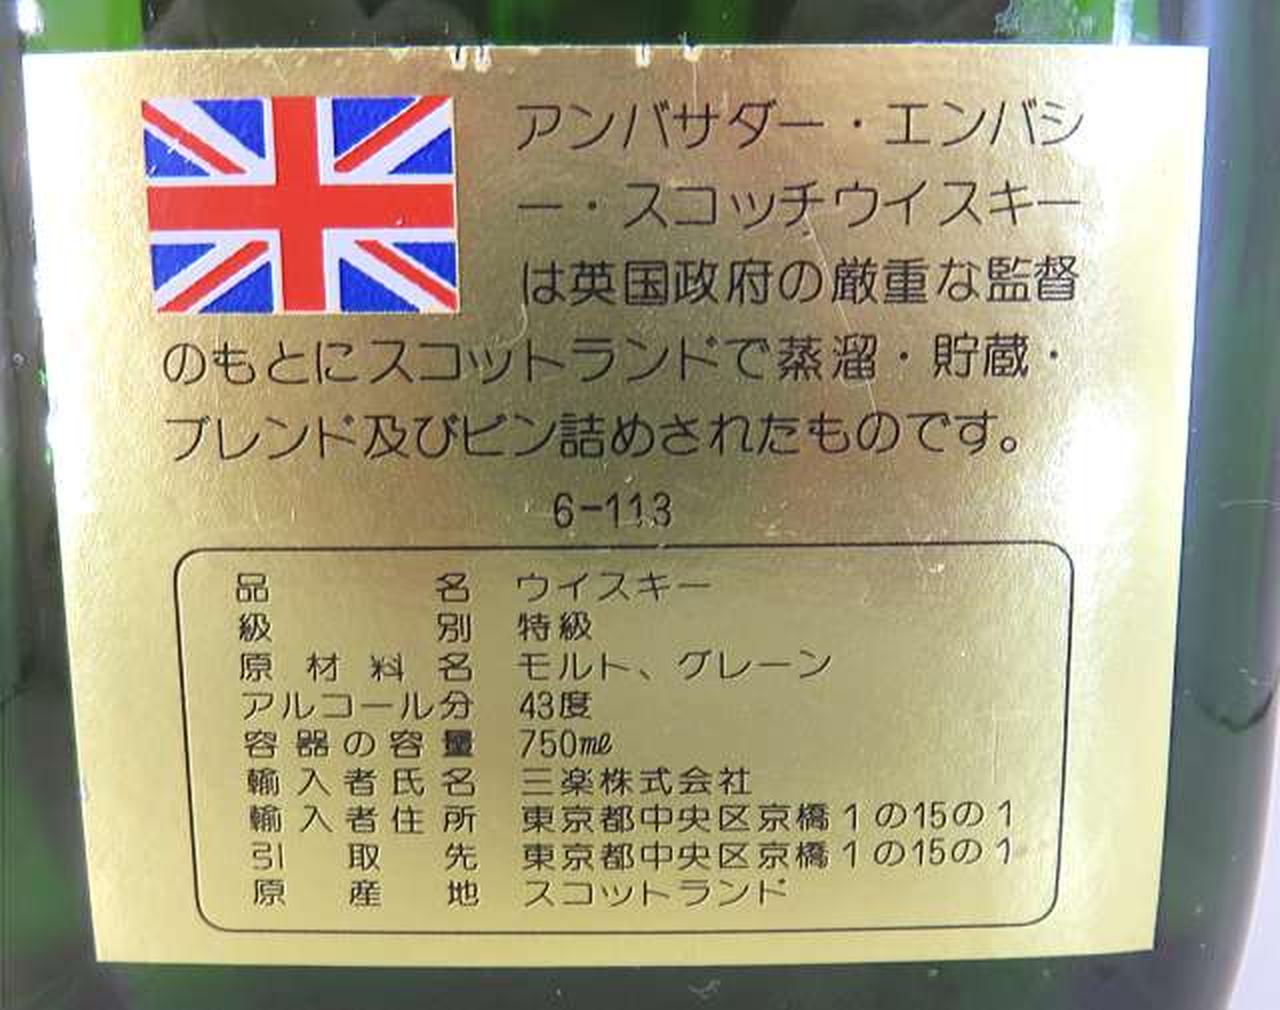 アンバサダー・エンバシ
ー・スコッチウイスキー
は英国政府の厳重な監督
のもとにスコットランドで蒸溜・貯蔵・
ブレンド及びビン詰めされたものです。
6-113
品名 ウイスキー
級別 特級
原材料名 モルト、グレーン
アルコール分 43度
容器の容量 750㎖
輸入者氏名 三楽株式会社
輸入者住所 東京都中央区京橋1の15の1
引取先 東京都中央区京橋1の15の1
原産地 スコットランド